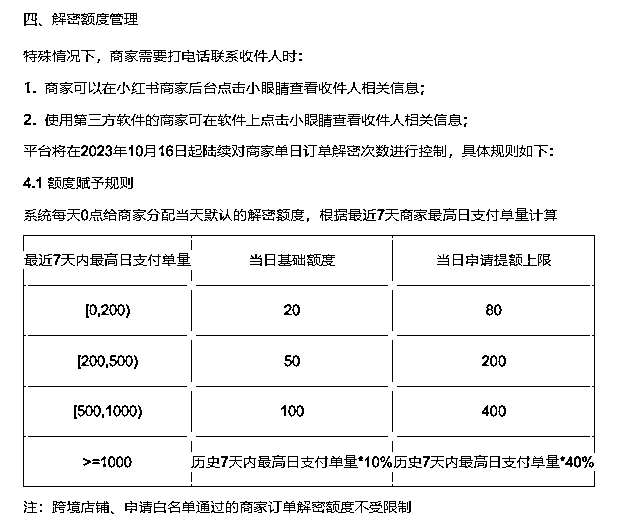 四、解密额度管理
特殊情况下，商家需要打电话联系收件人时：
1. 商家可以在小红书商家后台点击小眼睛查看收件人相关信息；
2. 使用第三方软件的商家可在软件上点击小眼睛查看收件人相关信息；
平台将在2023年10月16日起陆续对商家单日订单解密次数进行控制，具体规则如下：
4.1 额度赋予规则
系统每天0点给商家分配当天默认的解密额度，根据最近7天商家最高日支付单量计算
最近7天内最高日支付单量 当日基础额度 当日申请提额上限
[0,200) 20 80
[200,500) 50 200
[500,1000) 100 400
>=1000 历史7天内最高日支付单量*10% 历史7天内最高日支付单量*40%
注：跨境店铺、申请白名单通过的商家订单解密额度不受限制